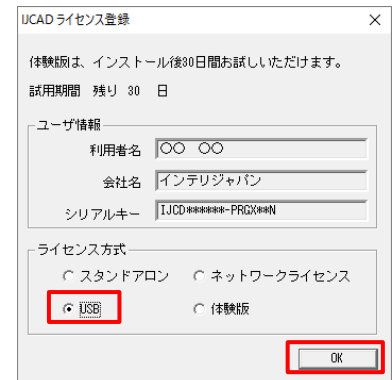 IJCAD ライセンス登録
体験版は、インストール後30日間お試しいただけます。
試用期間 残り 30 日
ユーザ情報
利用者名 〇〇 〇〇
会社名 インテリジャパン
シリアルキー IJCD******-PRGX**N
ライセンス方式
スタンドアロン ネットワークライセンス
USB 体験版
OK